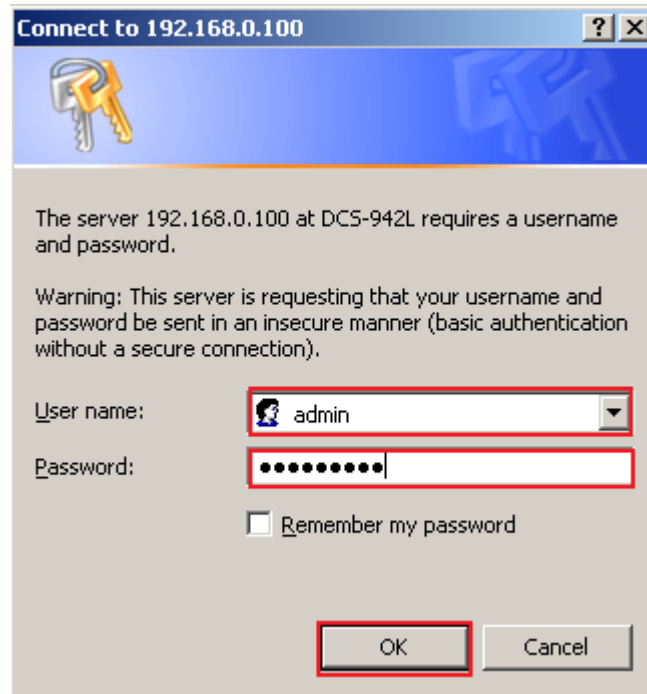 Connect to 192.168.0.100
The server 192.168.0.100 at DCS-942L requires a username
and password.
Warning: This server is requesting that your username and
password be sent in an insecure manner (basic authentication
without a secure connection).
User name:
admin
Password:
●●●●●●●●●
Remember my password
OK
Cancel